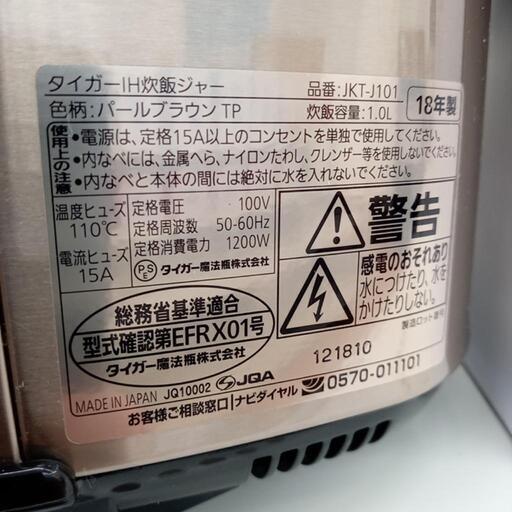 タイガーIH炊飯ジャー 品番:JKT-J101
色柄:パールブラウン TP 炊飯容量:1.0L 18年製
使用上の注意
•電源は、定格15A以上のコンセントを単独で使用してください。
•内なべには、金属へら、ナイロンたわし、クレンザー等を使用しないでください。
•内なべと本体の間には絶対に水を入れないでください。
温度ヒューズ 110℃
電流ヒューズ 15A
定格電圧 100V
定格周波数 50-60Hz
定格消費電力 1200W
PSE タイガー魔法瓶株式会社
警告
感電のおそれあり
水につけたり、水を
かけたりしない。
総務省基準適合
型式確認第EFRX01号
タイガー魔法瓶株式会社
製造ロット番号
121810
MADE IN JAPAN JQ10002 JQA
お客様ご相談窓口 ナビダイヤル 0570-011101